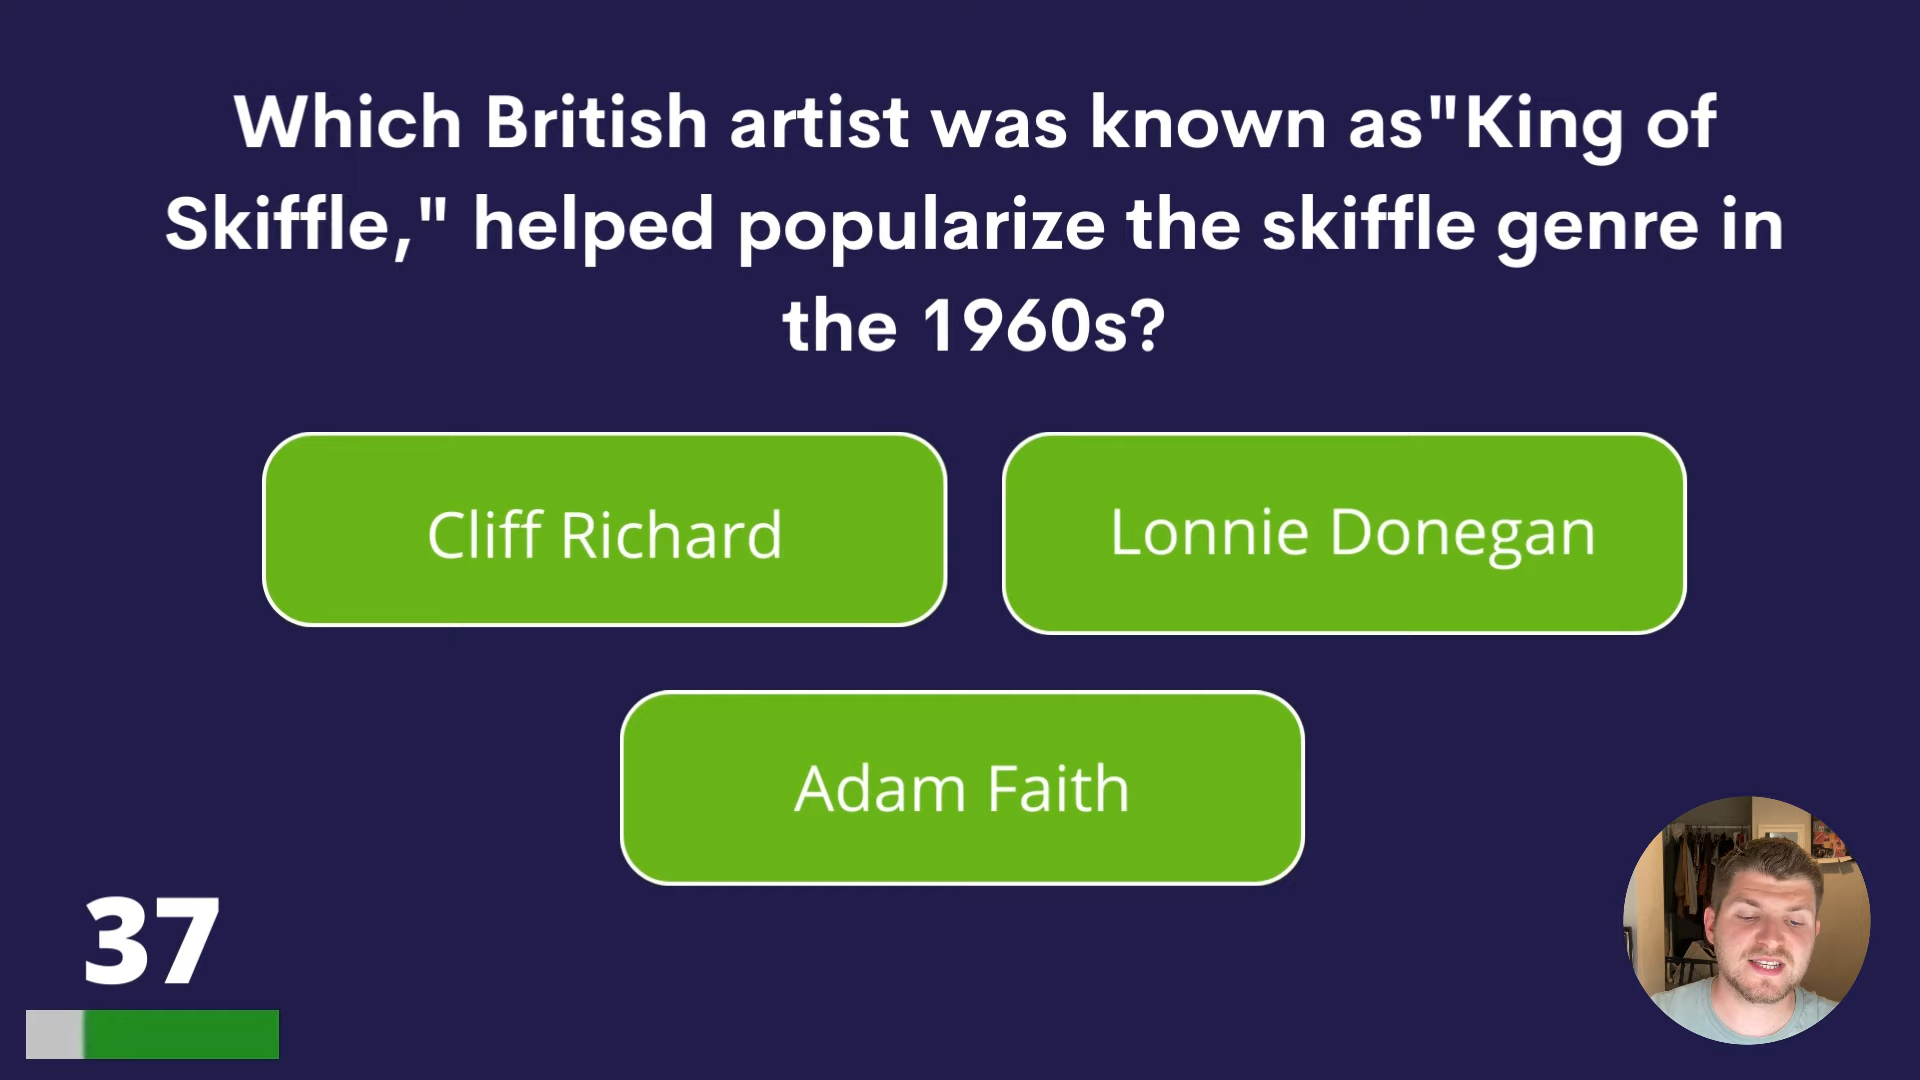 Which British artist was known as"King of
Skiffle," helped popularize the skiffle genre in
the 1960s?
Cliff Richard
Lonnie Donegan
Adam Faith
37